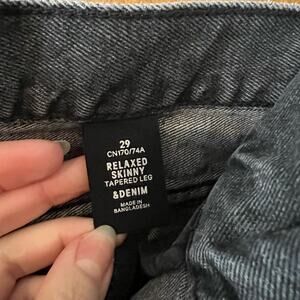 29
CN170/74A
RELAXED
SKINNY
TAPERED LEG
&DENIM
MADE IN
BANGLADESH